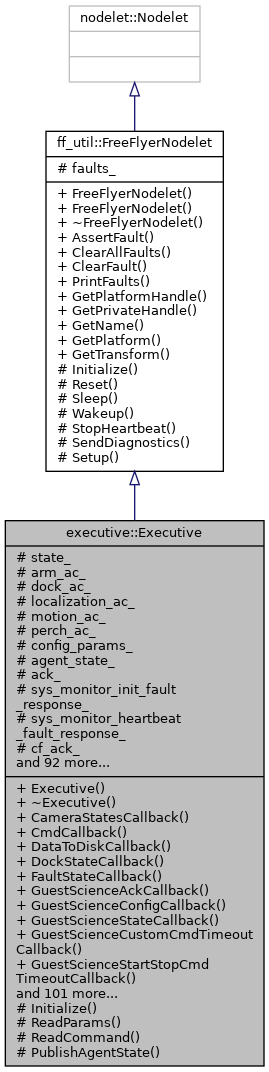 nodelet::Nodelet
ff_util::FreeFlyerNodelet
# faults_
+ FreeFlyerNodelet()
+ FreeFlyerNodelet()
+ ~FreeFlyerNodelet()
+ AssertFault()
+ ClearAllFaults()
+ ClearFault()
+ PrintFaults()
+ GetPlatformHandle()
+ GetPrivateHandle()
+ GetName()
+ GetPlatform()
+ GetTransform()
# Initialize()
# Reset()
# Sleep()
# Wakeup()
# StopHeartbeat()
# SendDiagnostics()
# Setup()
executive::Executive
# state_
# arm_ac_
# dock_ac_
# localization_ac_
# motion_ac_
# perch_ac_
# config_params_
# agent_state_
# ack_
# sys_monitor_init_fault
_response_
# sys_monitor_heartbeat
_fault_response_
# cf_ack_
and 92 more...
+ Executive()
+ ~Executive()
+ CameraStatesCallback()
+ CmdCallback()
+ DataToDiskCallback()
+ DockStateCallback()
+ FaultStateCallback()
+ GuestScienceAckCallback()
+ GuestScienceConfigCallback()
+ GuestScienceStateCallback()
+ GuestScienceCustomCmdTimeout
Callback()
+ GuestScienceStartStopCmd
TimeoutCallback()
and 101 more...
# Initialize()
# ReadParams()
# ReadCommand()
# PublishAgentState()